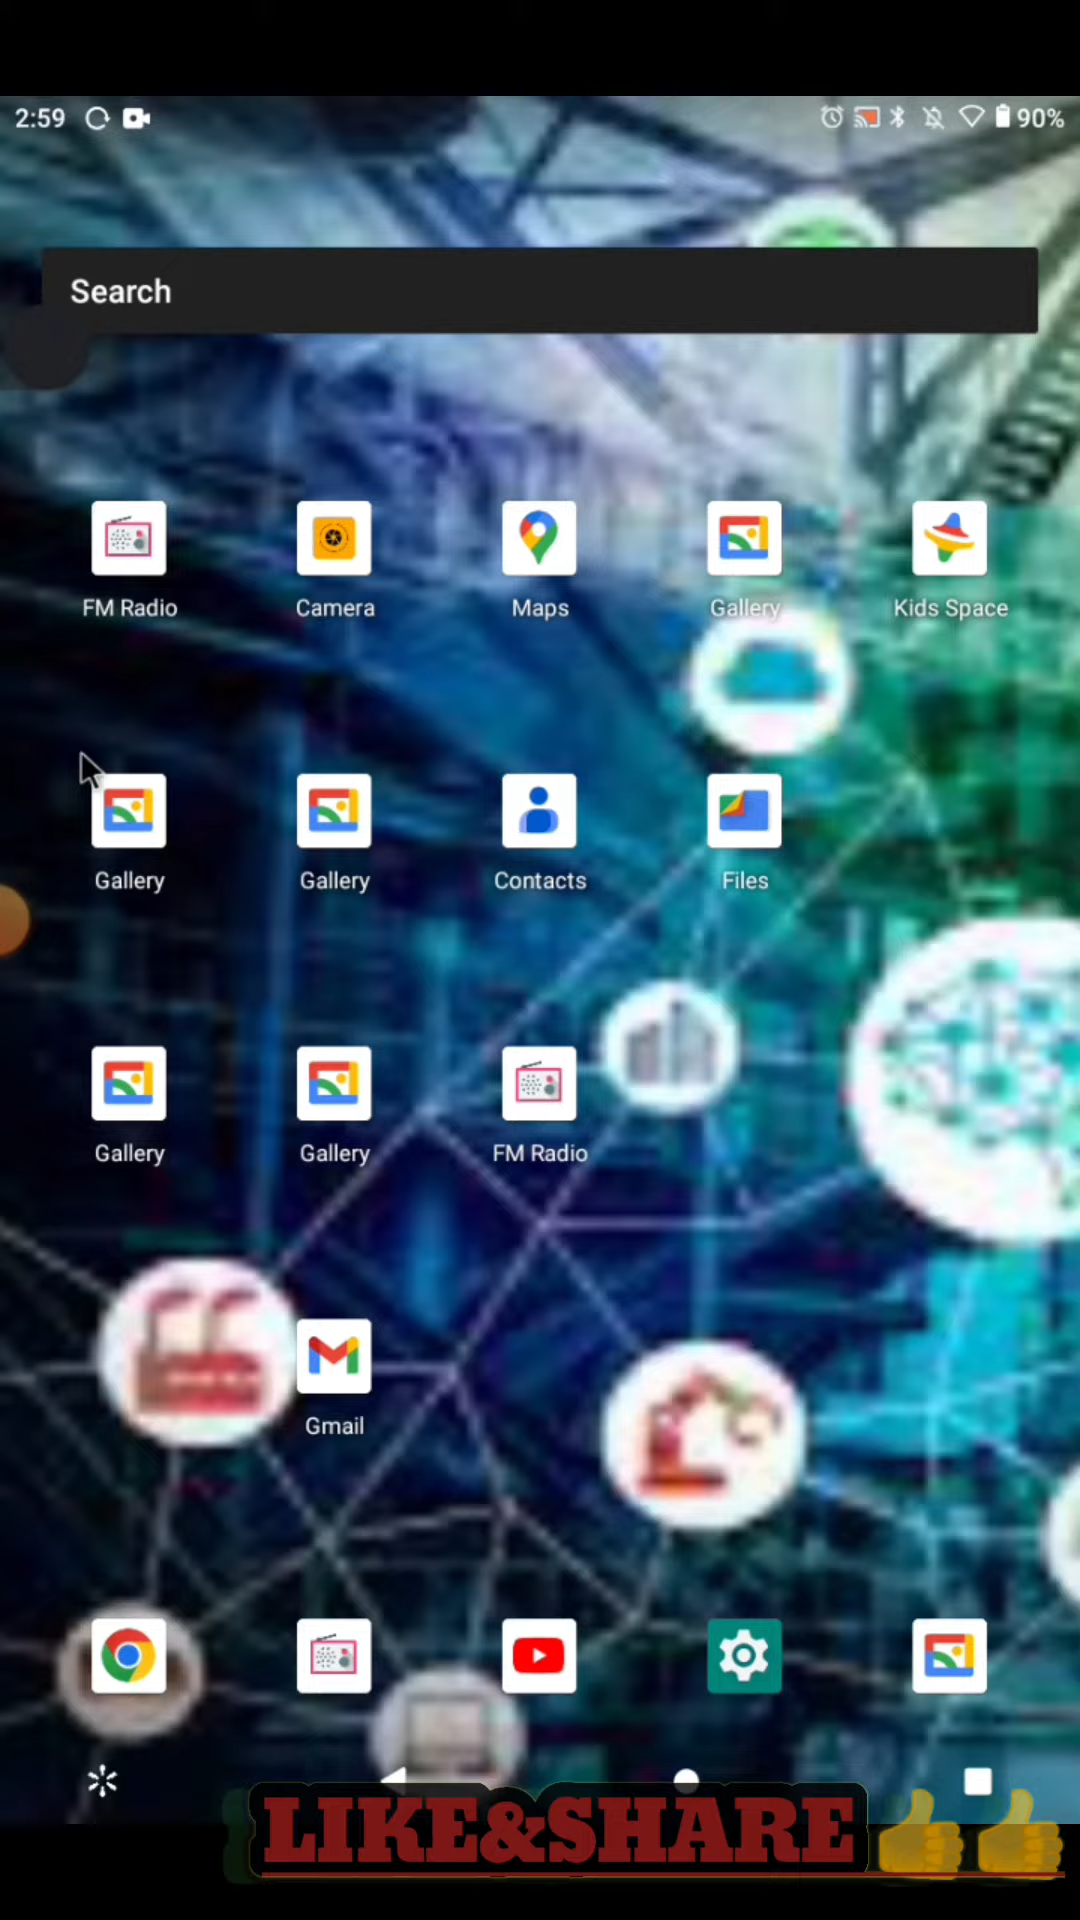 2:59
90%
Search
FM Radio
Camera
Maps
Gallery
Kids Space
Gallery
Gallery
Contacts
Files
Gallery
Gallery
FM Radio
Gmail
LIKE&SHARE👍👍